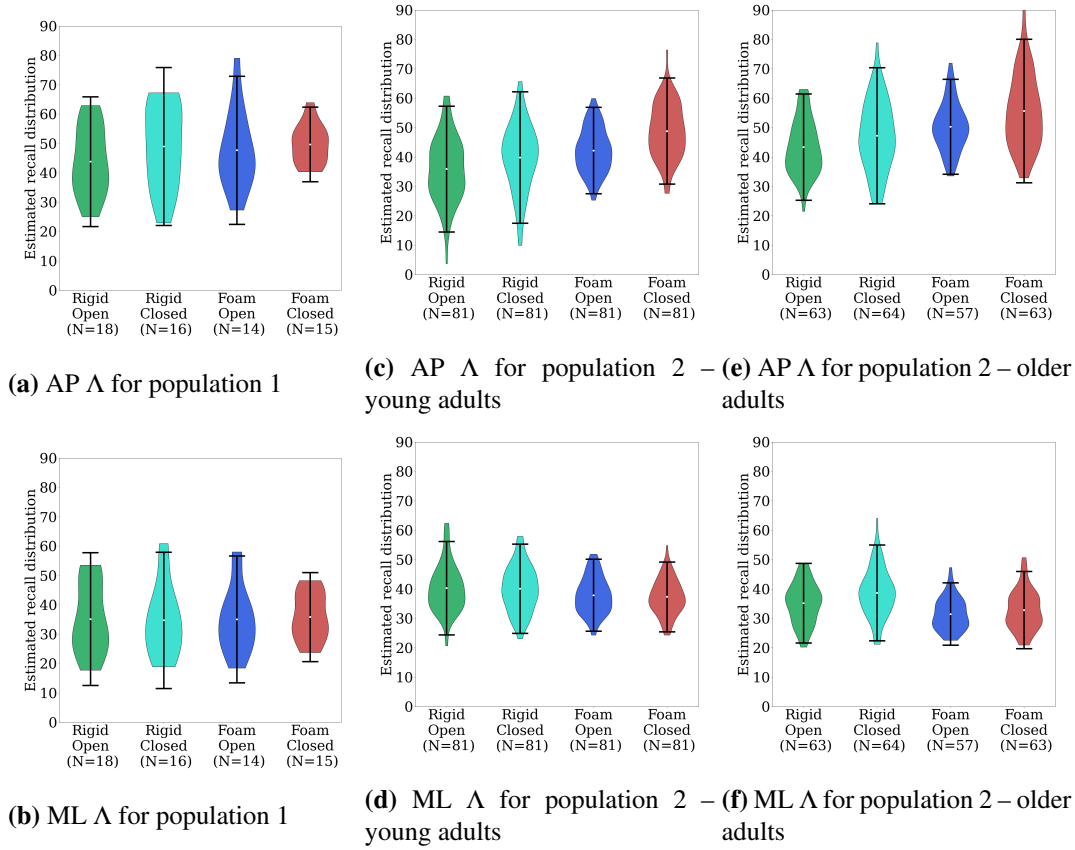 Estimated recall distribution
90
80
70
60
50
40
30
20
10
0
Rigid Open (N=18)
Rigid Closed (N=16)
Foam Open (N=14)
Foam Closed (N=15)
(a) AP Λ for population 1
Estimated recall distribution
90
80
70
60
50
40
30
20
10
0
Rigid Open (N=81)
Rigid Closed (N=81)
Foam Open (N=81)
Foam Closed (N=81)
(c) AP Λ for population 2 –
young adults
Estimated recall distribution
90
80
70
60
50
40
30
20
10
0
Rigid Open (N=63)
Rigid Closed (N=64)
Foam Open (N=57)
Foam Closed (N=63)
(e) AP Λ for population 2 – older
adults
Estimated recall distribution
90
80
70
60
50
40
30
20
10
0
Rigid Open (N=18)
Rigid Closed (N=16)
Foam Open (N=14)
Foam Closed (N=15)
(b) ML Λ for population 1
Estimated recall distribution
90
80
70
60
50
40
30
20
10
0
Rigid Open (N=81)
Rigid Closed (N=81)
Foam Open (N=81)
Foam Closed (N=81)
(d) ML Λ for population 2 –
young adults
Estimated recall distribution
90
80
70
60
50
40
30
20
10
0
Rigid Open (N=63)
Rigid Closed (N=64)
Foam Open (N=57)
Foam Closed (N=63)
(f) ML Λ for population 2 – older
adults